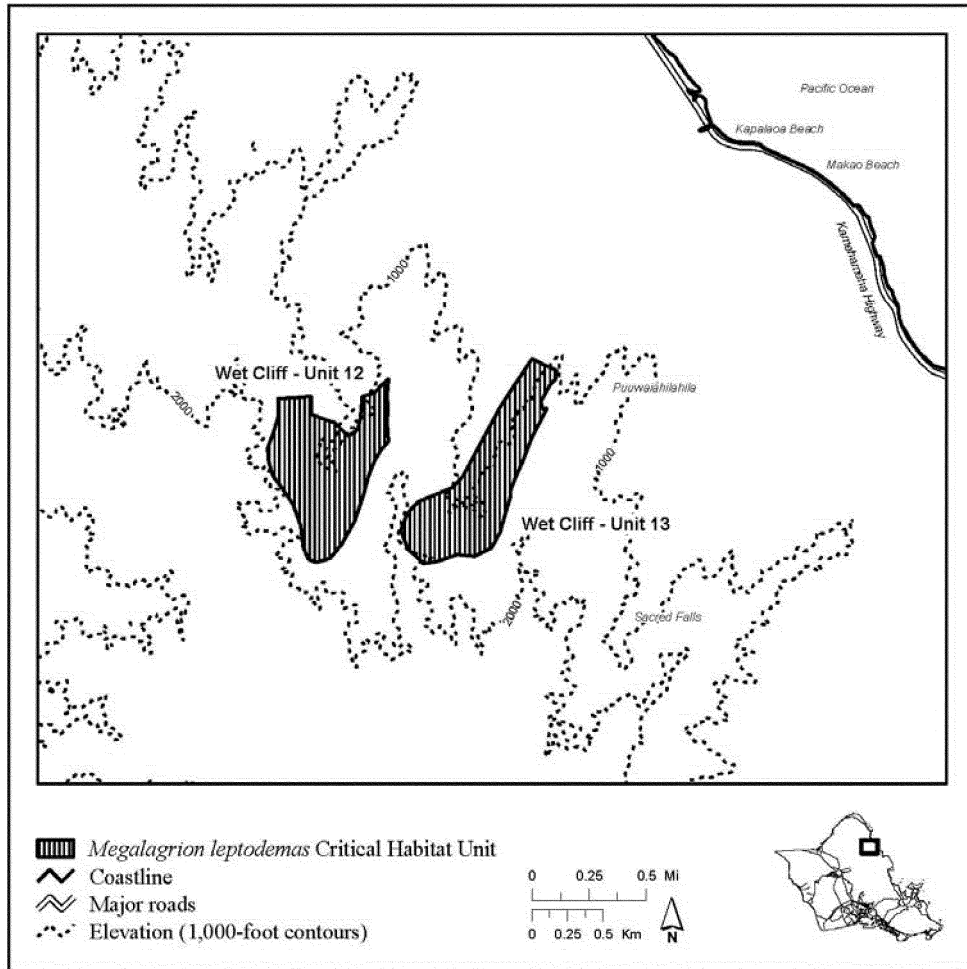 Pacific Ocean
Kapalaoa Beach
Makao Beach
Kamehameha Highway
1000
Wet Cliff - Unit 12
2000
Puuwaiahilahila
1000
Wet Cliff - Unit 13
2000
Sacred Falls
Megalagrion leptodemas Critical Habitat Unit
Coastline
Major roads
Elevation (1,000-foot contours)
0 0.25 0.5 Mi
0 0.25 0.5 Km
N